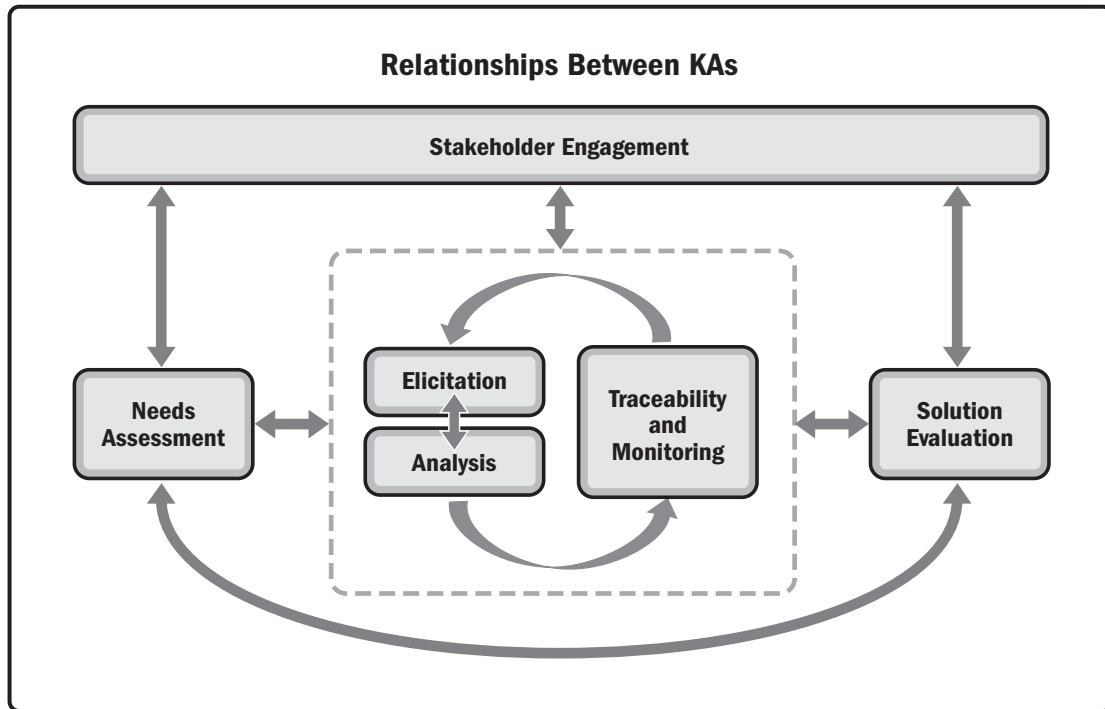 Relationships Between KAs
Stakeholder Engagement
Needs
Assessment
Elicitation
Analysis
Traceability
and
Monitoring
Solution
Evaluation